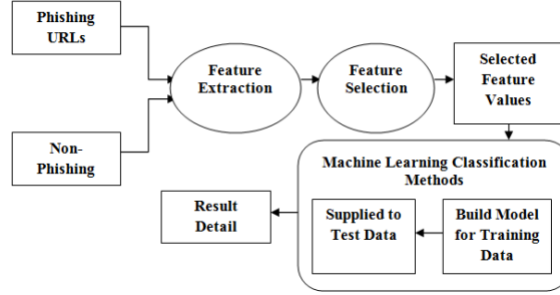 Phishing
URLs
Feature
Extraction
Feature
Selection
Selected
Feature
Values
Non-
Phishing
Machine Learning Classification
Methods
Result
Detail
Supplied to
Test Data
Build Model
for Training
Data